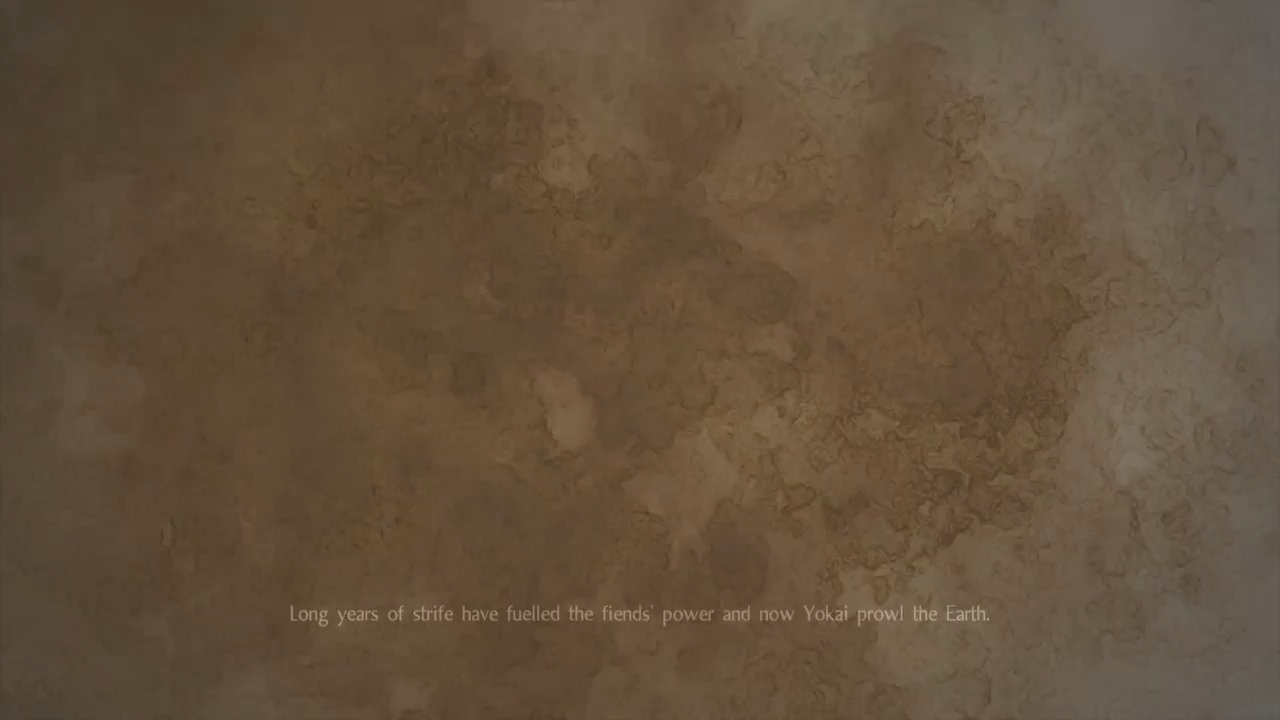 Long years of strife have fuelled the fiends' power and now Yokai prowl the Earth.